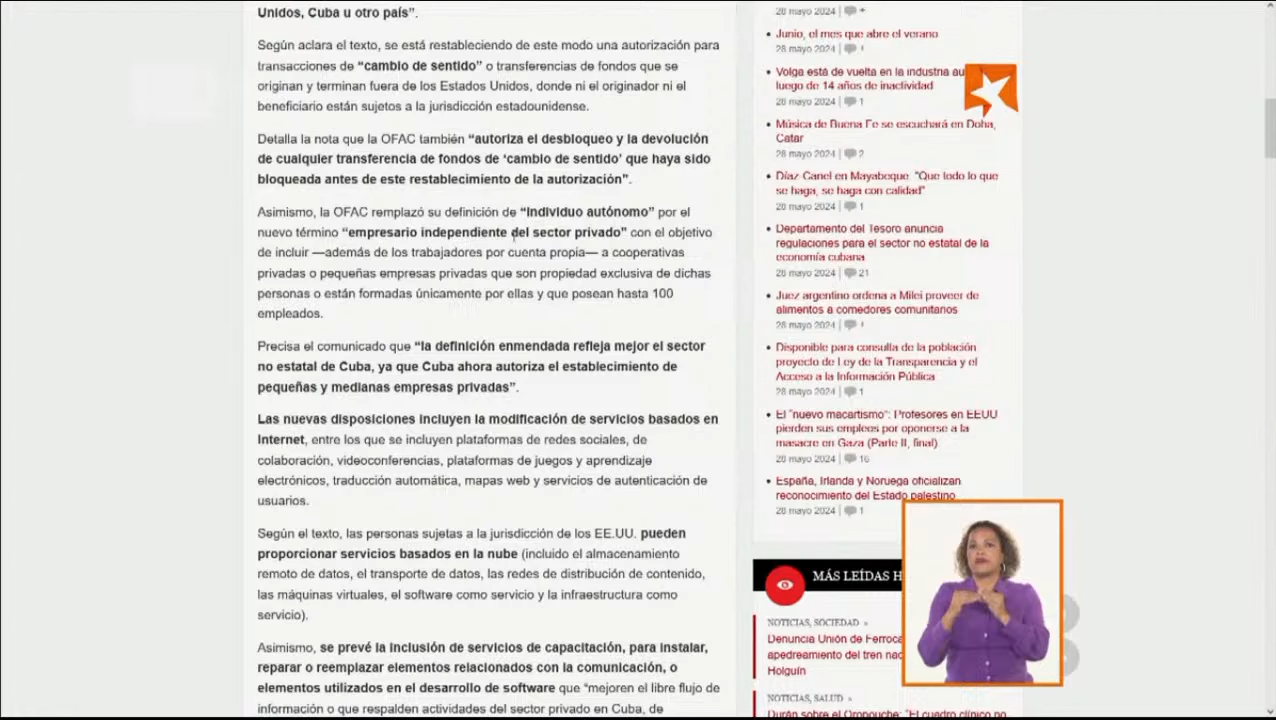 Unidos, Cuba u otro país”.
Según aclara el texto, se está restableciendo de este modo una autorización para
transacciones de “cambio de sentido” o transferencias de fondos que se
originan y terminan fuera de los Estados Unidos, donde ni el originador ni el
beneficiario están sujetos a la jurisdicción estadounidense.
Detalla la nota que la OFAC también “autoriza el desbloqueo y la devolución
de cualquier transferencia de fondos de ‘cambio de sentido’ que haya sido
bloqueada antes de este restablecimiento de la autorización”.
Asimismo, la OFAC remplazó su definición de “individuo autónomo” por el
nuevo término “empresario independiente del sector privado” con el objetivo
de incluir —además de los trabajadores por cuenta propia— a cooperativas
privadas o pequeñas empresas privadas que son propiedad exclusiva de dichas
personas o están formadas únicamente por ellas y que posean hasta 100
empleados.
Precisa el comunicado que “la definición enmendada refleja mejor el sector
no estatal de Cuba, ya que Cuba ahora autoriza el establecimiento de
pequeñas y medianas empresas privadas”.
Las nuevas disposiciones incluyen la modificación de servicios basados en
Internet, entre los que se incluyen plataformas de redes sociales, de
colaboración, videoconferencias, plataformas de juegos y aprendizaje
electrónicos, traducción automática, mapas web y servicios de autenticación de
usuarios.
Según el texto, las personas sujetas a la jurisdicción de los EE.UU. pueden
proporcionar servicios basados en la nube (incluido el almacenamiento
remoto de datos, el transporte de datos, las redes de distribución de contenido,
las máquinas virtuales, el software como servicio y la infraestructura como
servicio).
Asimismo, se prevé la inclusión de servicios de capacitación, para instalar,
reparar o reemplazar elementos relacionados con la comunicación, o
elementos utilizados en el desarrollo de software que “mejoren el libre flujo de
información o que respalden actividades del sector privado en Cuba, de
28 mayo 2024 |
Junio, el mes que abre el verano
28 mayo 2024 |
Volga está de vuelta en la industria au
luego de 14 años de inactividad
28 mayo 2024 | 1
Música de Buena Fe se escuchará en Doha,
Catar
28 mayo 2024 | 2
Díaz-Canel en Mayabeque: “Que todo lo que
se haga, se haga con calidad”
28 mayo 2024 | 1
Departamento del Tesoro anuncia
regulaciones para el sector no estatal de la
economía cubana
28 mayo 2024 | 21
Juez argentino ordena a Milei proveer de
alimentos a comedores comunitarios
28 mayo 2024 |
Disponible para consulta de la población
proyecto de Ley de la Transparencia y el
Acceso a la Información Pública
28 mayo 2024 | 1
El “nuevo macartismo”: Profesores en EEUU
pierden sus empleos por oponerse a la
masacre en Gaza (Parte II, final)
28 mayo 2024 | 16
España, Irlanda y Noruega oficializan
reconocimiento del Estado palestino
28 mayo 2024 | 1
MÁS LEÍDAS H
NOTICIAS, SOCIEDAD »
Denuncia Unión de Ferroca
apedreamiento del tren nac
Holguín
NOTICIAS, SALUD »
Durán sobre el Oropouche: “El cuadro clínico no